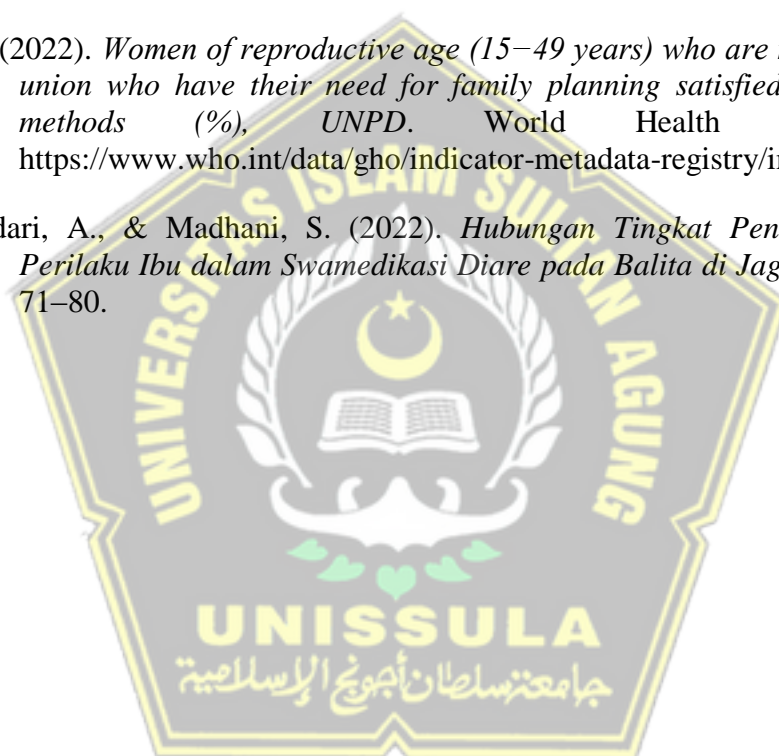 (2022). Women of reproductive age (15−49 years) who are
union who have their need for family planning satisfied
methods (%), UNPD. World Health
https://www.who.int/data/gho/indicator-metadata-registry/
dari, A., & Madhani, S. (2022). Hubungan Tingkat Pen
Perilaku Ibu dalam Swamedikasi Diare pada Balita di Jag
71–80.
UNIVERSITAS ISLAM SULTAN AGUNG
UNISSULA
جامعة سلطان أجونج الإسلامية